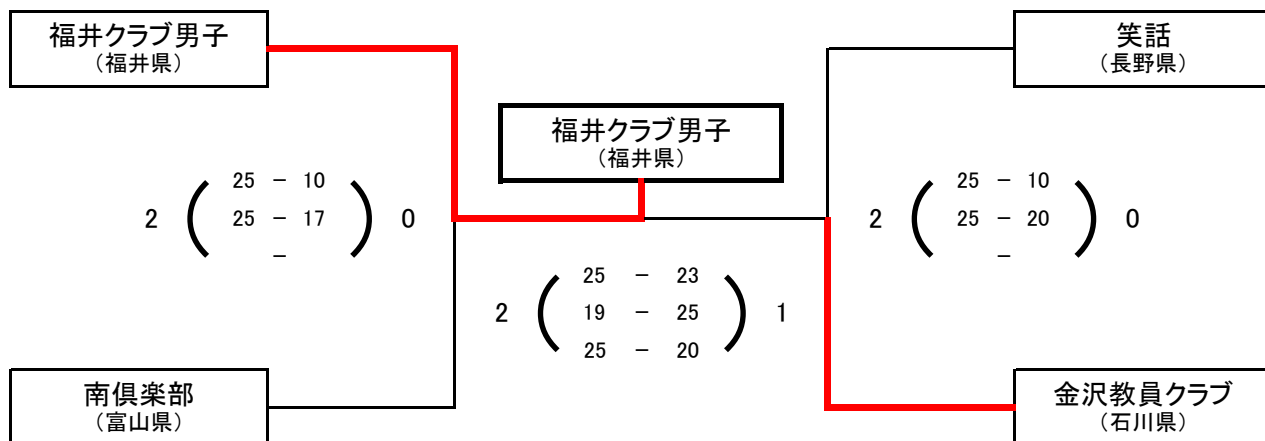 福井クラブ男子
（福井県）
笑話
（長野県）
福井クラブ男子
（福井県）
2 ( 25 － 10 ) 0
25 － 17
－
2 ( 25 － 10 ) 0
25 － 20
－
2 ( 25 － 23 ) 1
19 － 25
25 － 20
南倶楽部
（富山県）
金沢教員クラブ
（石川県）